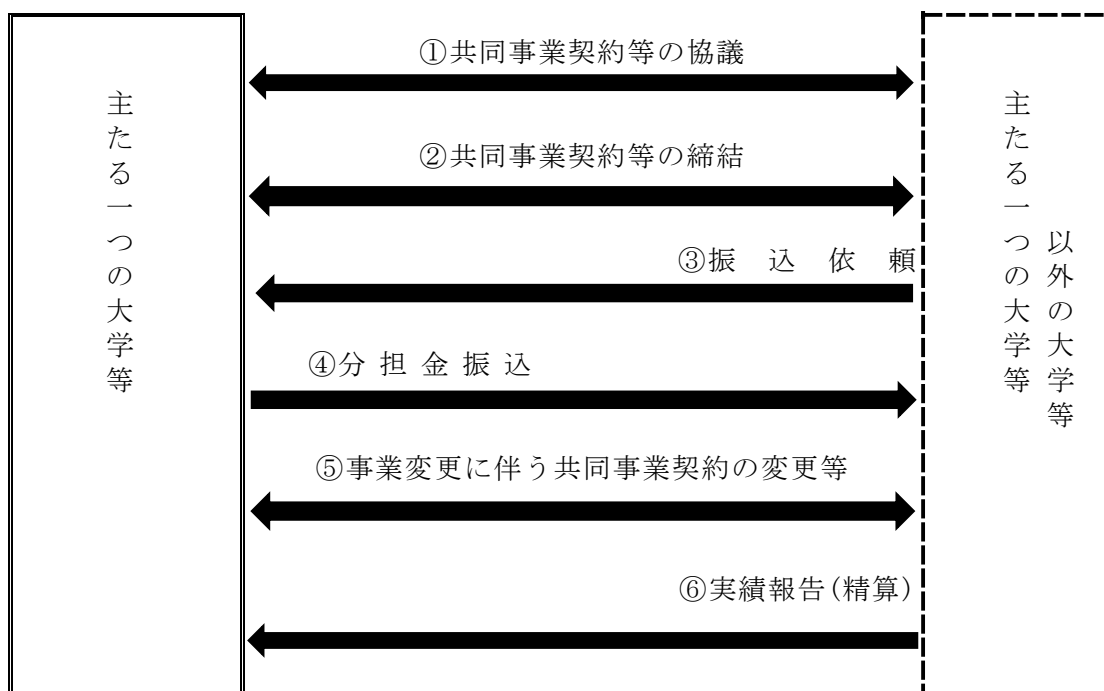 主たる一つの大学等
①共同事業契約等の協議
②共同事業契約等の締結
③振込依頼
④分担金振込
⑤事業変更に伴う共同事業契約の変更等
⑥実績報告(精算)
主たる一つの大学等
以外の大学等